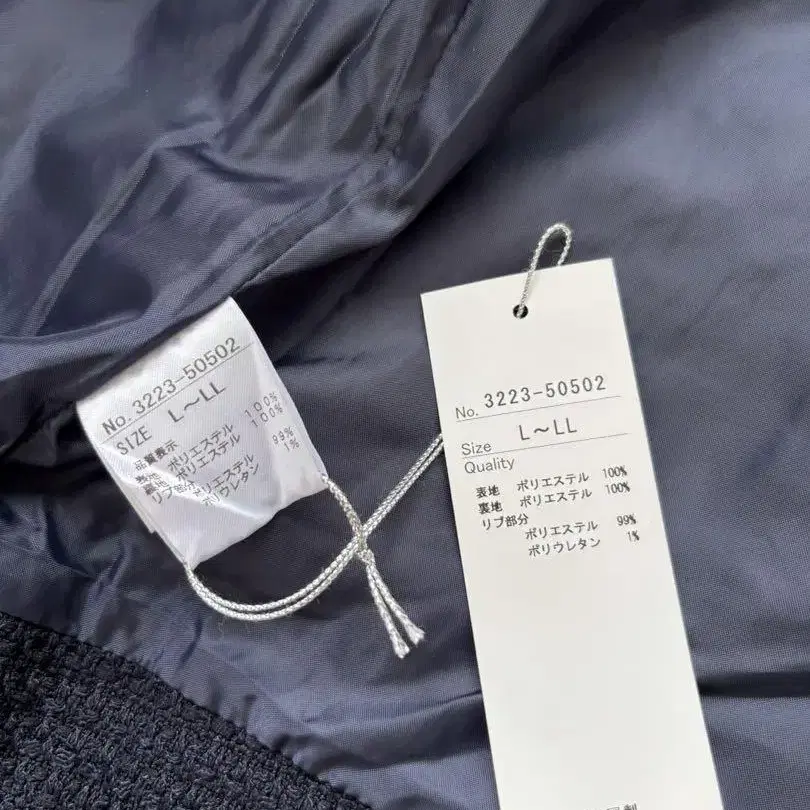 No. 3223-50502
SIZE L～LL
品質表示
表地 ポリエステル 100%
裏地 ポリエステル 100%
リブ部分
ポリエステル 99%
ポリウレタン 1%
No. 3223-50502
Size L～LL
Quality
表地 ポリエステル 100%
裏地 ポリエステル 100%
リブ部分
ポリエステル 99%
ポリウレタン 1%